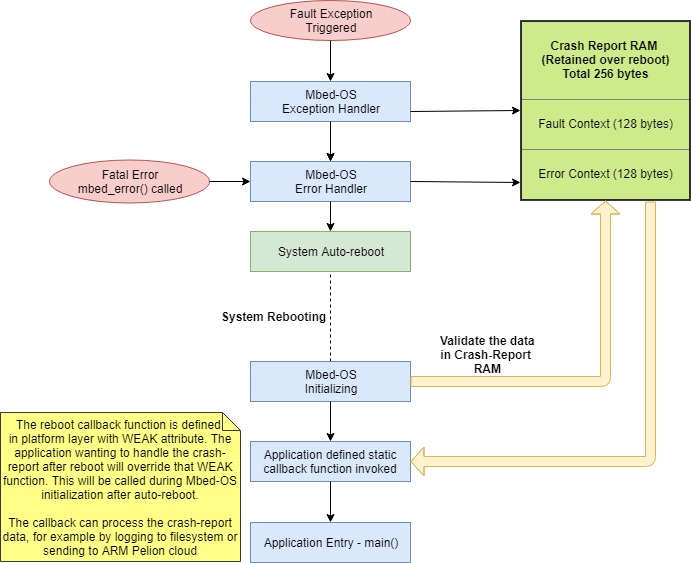 Fault Exception
Triggered
Crash Report RAM
(Retained over reboot)
Total 256 bytes
Mbed-OS
Exception Handler
Fault Context (128 bytes)
Fatal Error
mbed_error() called
Mbed-OS
Error Handler
Error Context (128 bytes)
System Auto-reboot
System Rebooting
Validate the data
in Crash-Report
RAM
Mbed-OS
Initializing
The reboot callback function is defined
in platform layer with WEAK attribute. The
application wanting to handle the crash-
report after reboot will override that WEAK
function. This will be called during Mbed-OS
initialization after auto-reboot.
The callback can process the crash-report
data, for example by logging to filesystem or
sending to ARM Pelion cloud
Application defined static
callback function invoked
Application Entry - main()